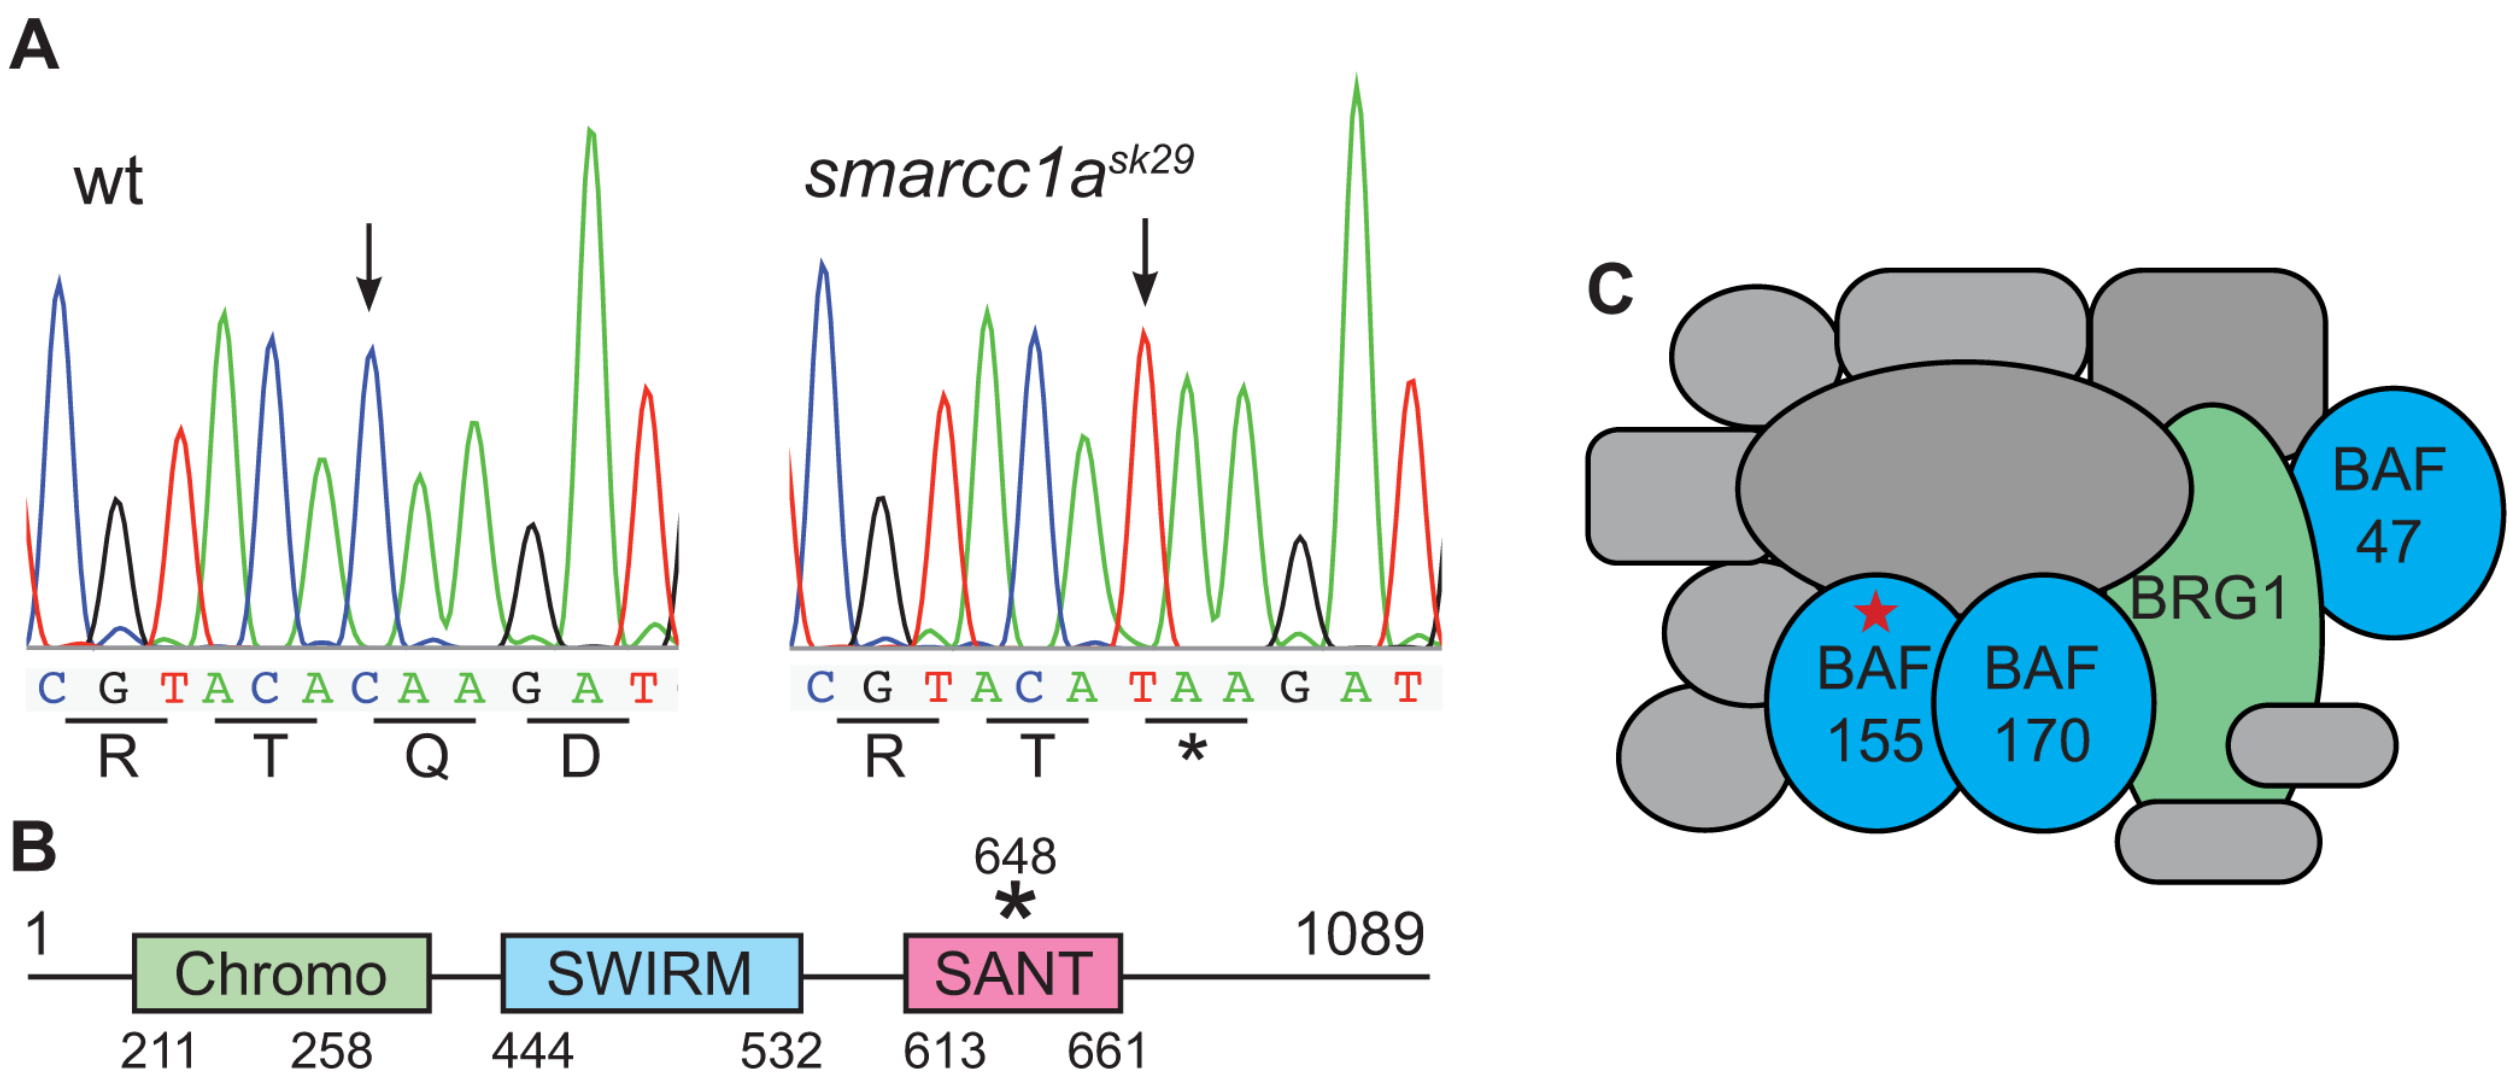 A
wt
smarcc1a^sk29
C G T A C A C A A G A T
R T Q D
C G T A C A T A A G A T
R T *
B
648
*
1
1089
Chromo
SWIRM
SANT
211
258
444
532
613
661
C
BAF
47
BRG1
BAF
155
BAF
170